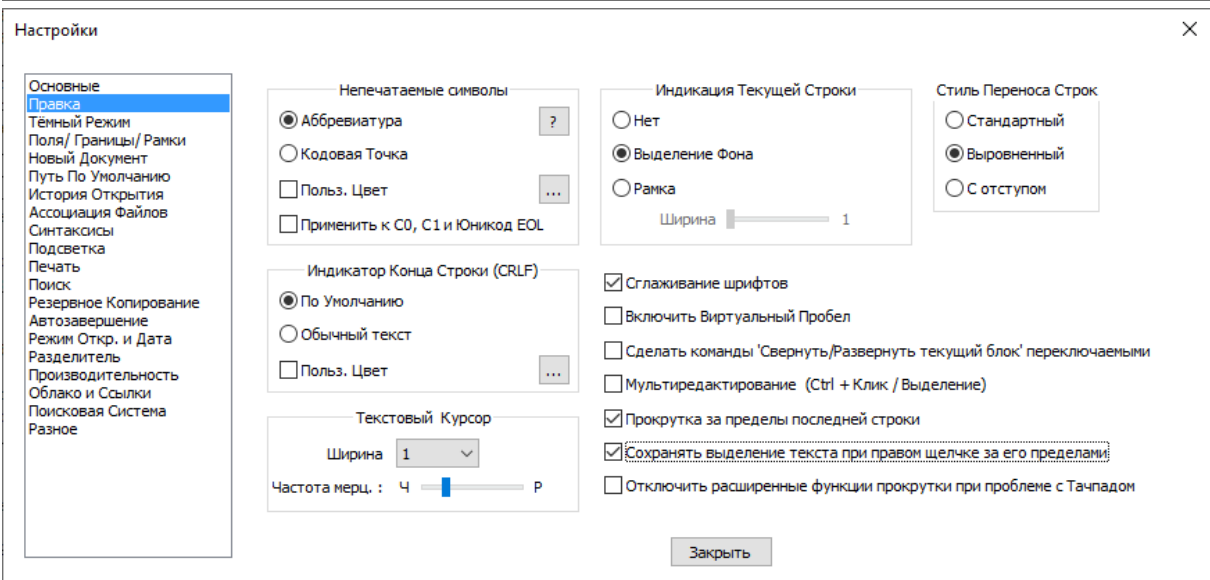 Настройки
Основные
Правка
Тёмный Режим
Поля/ Границы/ Рамки
Новый Документ
Путь По Умолчанию
История Открытия
Ассоциация Файлов
Синтаксисы
Подсветка
Печать
Поиск
Резервное Копирование
Автозавершение
Режим Откр. и Дата
Разделитель
Производительность
Облако и Ссылки
Поисковая Система
Разное
Непечатаемые символы
Аббревиатура
?
Кодовая Точка
Польз. Цвет
...
Применить к C0, C1 и Юникод EOL
Индикатор Конца Строки (CRLF)
По Умолчанию
Обычный текст
Польз. Цвет
...
Текстовый Курсор
Ширина 1
Частота мерц. : Ч Р
Индикация Текущей Строки
Нет
Выделение Фона
Рамка
Ширина 1
Стиль Переноса Строк
Стандартный
Выровненный
С отступом
Сглаживание шрифтов
Включить Виртуальный Пробел
Сделать команды 'Свернуть/Развернуть текущий блок' переключаемыми
Мультиредактирование (Ctrl + Клик / Выделение)
Прокрутка за пределы последней строки
Сохранять выделение текста при правом щелчке за его пределами
Отключить расширенные функции прокрутки при проблеме с Тачпадом
Закрыть